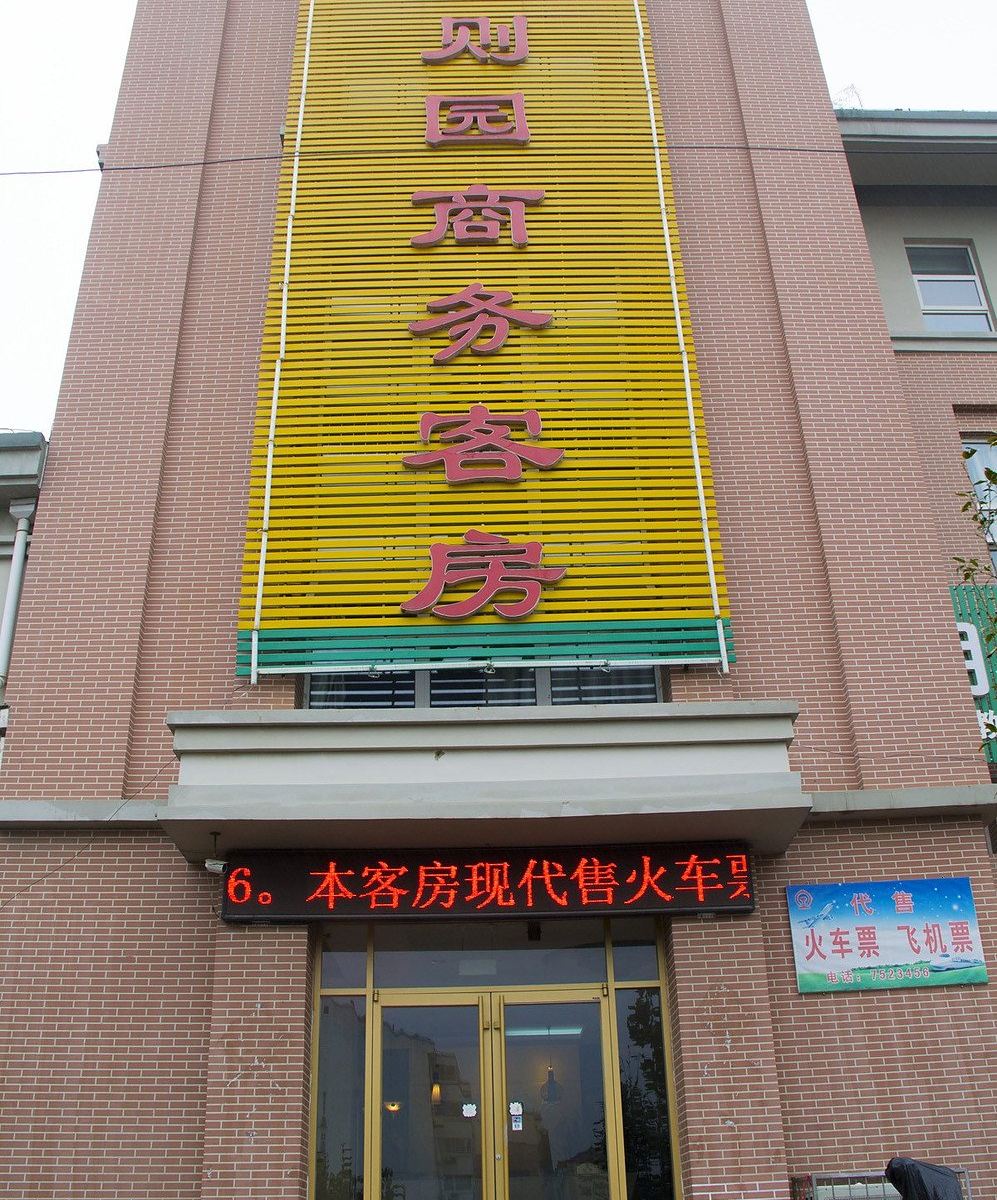 则园商务客房
6。本客房现代售火车
代售
火车票 飞机票
电话：7523456